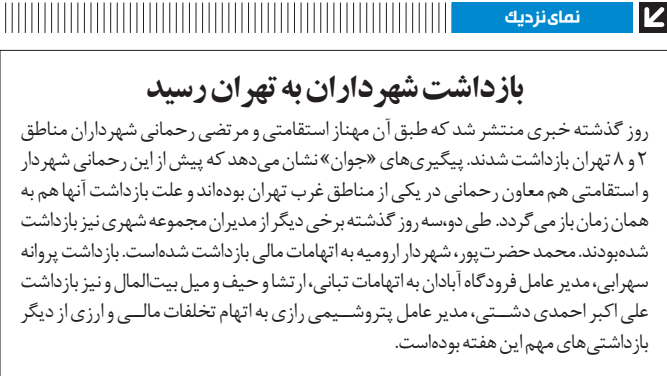 نمای نزدیک
بازداشت شهرداران به تهران رسید
روز گذشته خبری منتشر شد که طبق آن مهناز استقامتی و مرتضی رحمانی شهرداران مناطق
۲ و ۸ تهران بازداشت شدند. پیگیری‌های «جوان» نشان می‌دهد که پیش از این رحمانی شهردار
و استقامتی هم معاون رحمانی در یکی از مناطق غرب تهران بوده‌اند و علت بازداشت آنها هم به
همان زمان باز می‌گردد. طی دو،سه روز گذشته برخی دیگر از مدیران مجموعه شهری نیز بازداشت
شده‌بودند. محمد حضرت‌پور، شهردار ارومیه به اتهامات مالی بازداشت شده‌است. بازداشت پروانه
سهرابی، مدیر عامل فرودگاه آبادان به اتهامات تبانی، ارتشا و حیف و میل بیت‌المال و نیز بازداشت
علی اکبر احمدی دشتی، مدیر عامل پتروشیمی رازی به اتهام تخلفات مالی و ارزی از دیگر
بازداشتی‌های مهم این هفته بوده‌است.